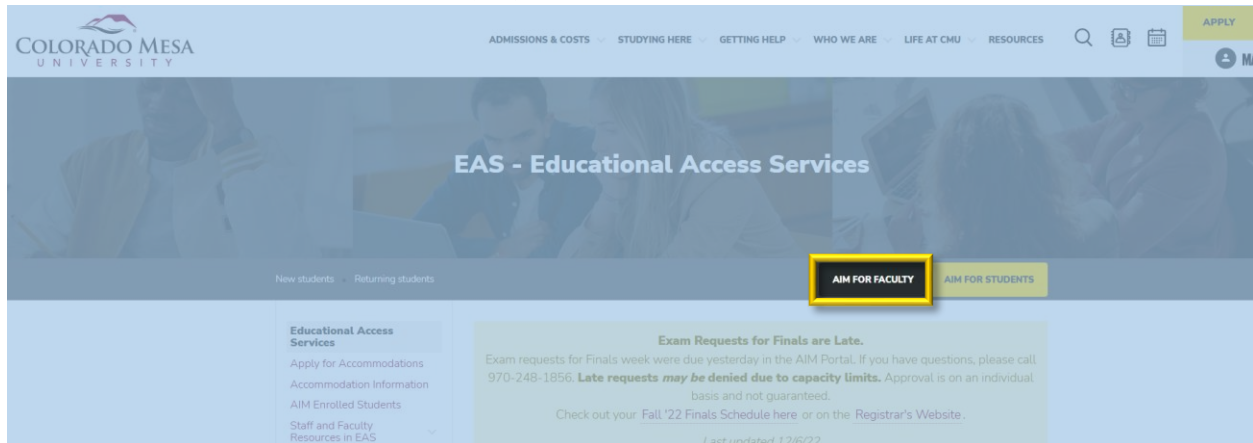 COLORADO MESA
UNIVERSITY
ADMISSIONS & COSTS STUDYING HERE GETTING HELP WHO WE ARE LIFE AT CMU RESOURCES
APPLY
EAS - Educational Access Services
New students Returning students
AIM FOR FACULTY AIM FOR STUDENTS
Educational Access
Services
Apply for Accommodations
Accommodation Information
AIM Enrolled Students
Staff and Faculty
Resources in EAS
Exam Requests for Finals are Late.
Exam requests for Finals week were due yesterday in the AIM Portal. If you have questions, please call
970-248-1856. Late requests may be denied due to capacity limits. Approval is on an individual
basis and not guaranteed.
Check out your Fall '22 Finals Schedule here or on the Registrar's Website.
Last updated 12/6/22